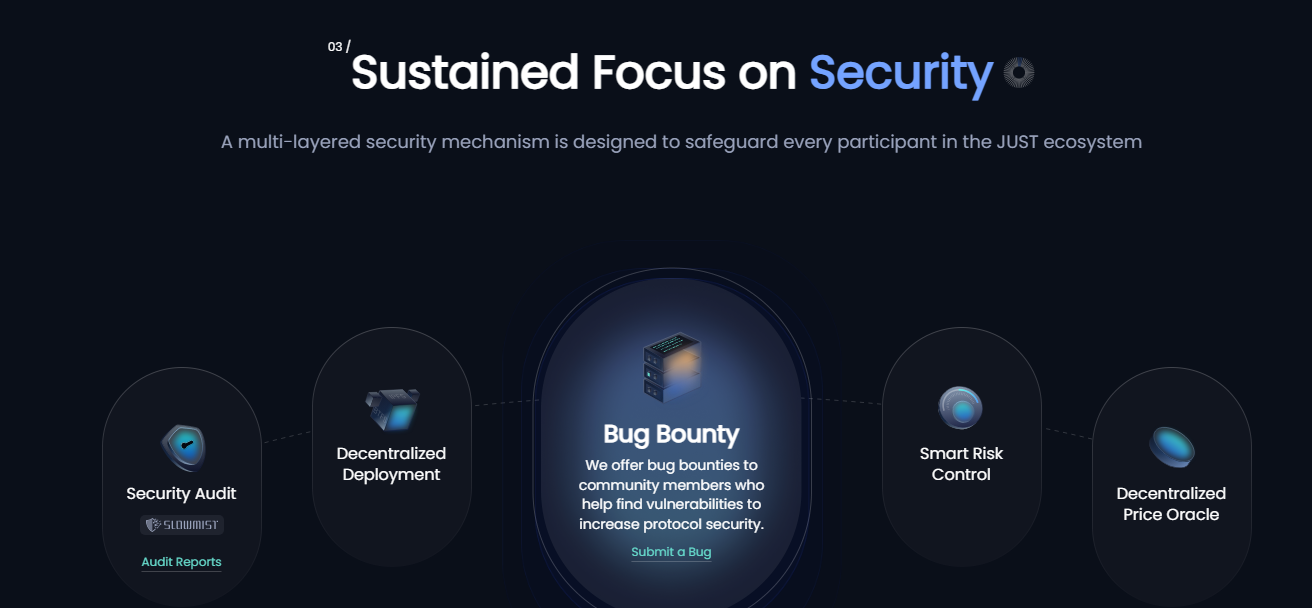 03 /
Sustained Focus on Security
A multi-layered security mechanism is designed to safeguard every participant in the JUST ecosystem
Security Audit
SLOWMIST
Audit Reports
Decentralized
Deployment
Bug Bounty
We offer bug bounties to
community members who
help find vulnerabilities to
increase protocol security.
Submit a Bug
Smart Risk
Control
Decentralized
Price Oracle